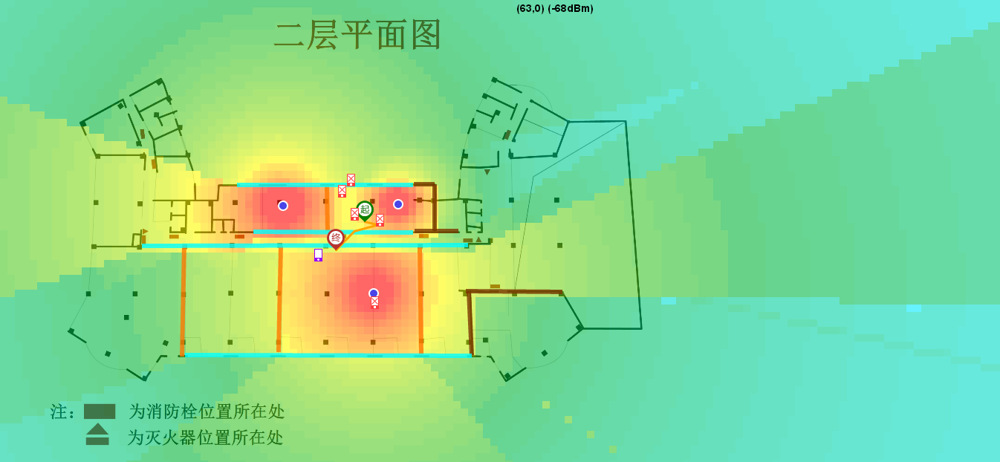 (63,0) (-68dBm)
二层平面图
起
终
注: 为消防栓位置所在处
为灭火器位置所在处